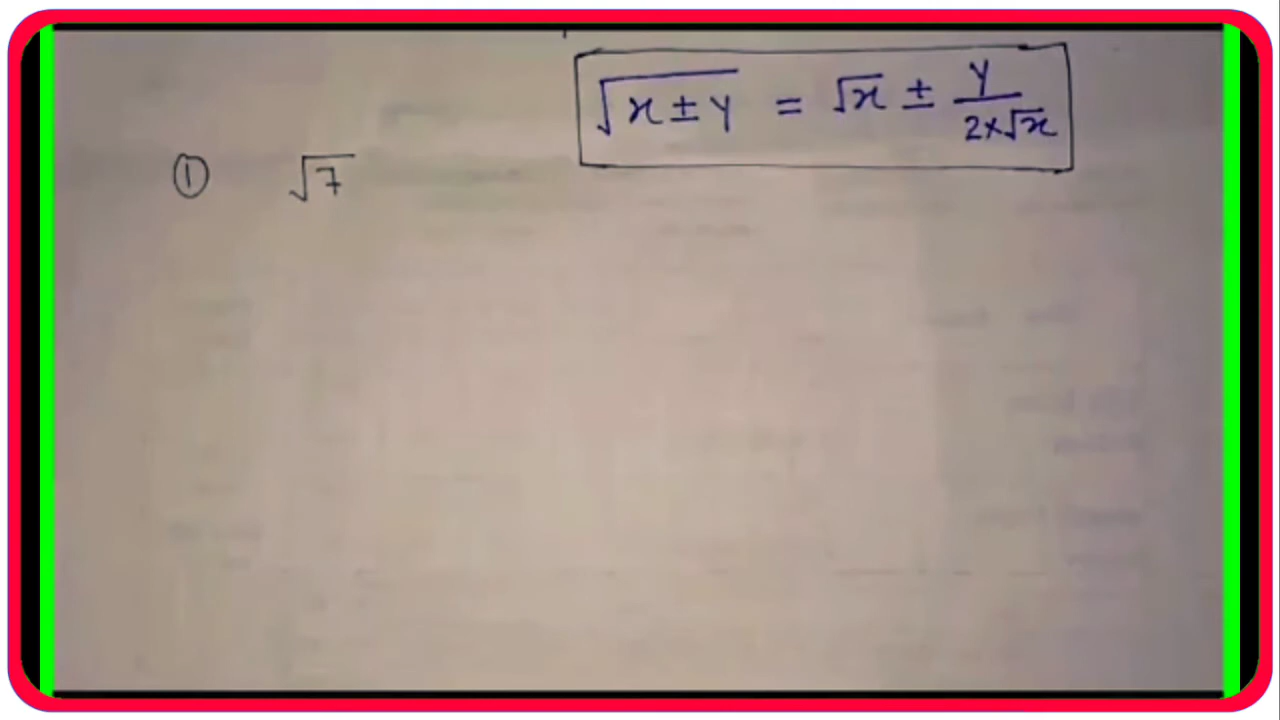 √(x ± y) = √x ± y/(2×√x)
① √7